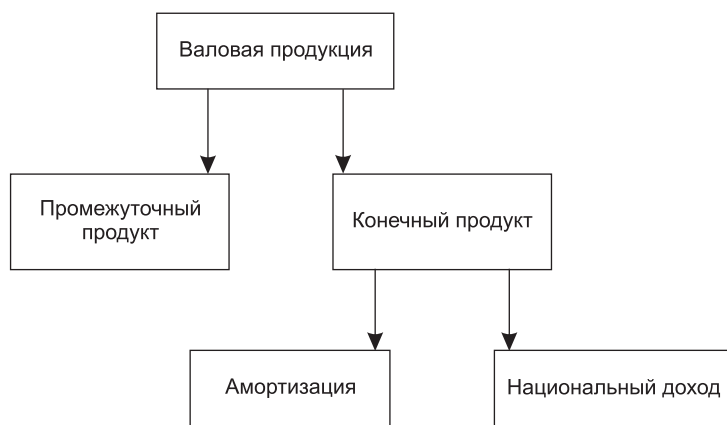 Валовая продукция
Промежуточный
продукт
Конечный продукт
Амортизация
Национальный доход